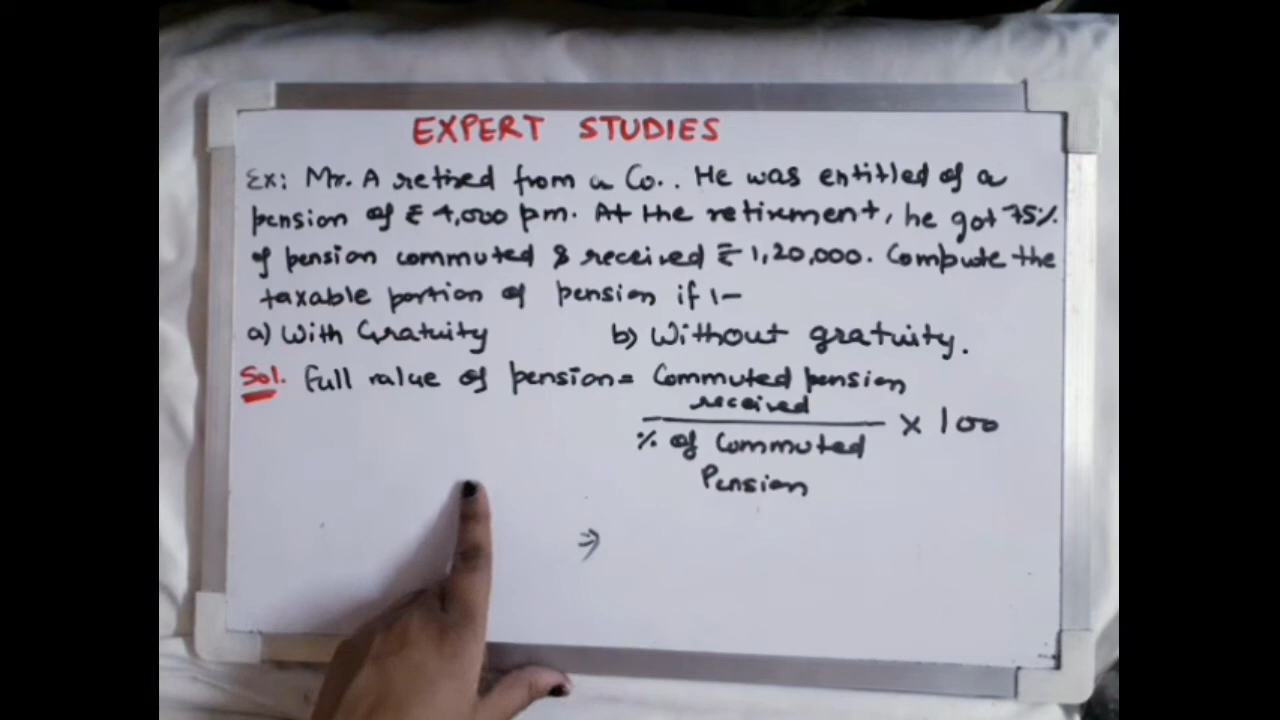 EXPERT STUDIES
Ex: Mr. A retired from a Co.. He was entitled of a
pension of ₹ 4,000 pm. At the retirement, he got 75%
of pension commuted & received ₹ 1,20,000. Compute the
taxable portion of pension if :-
a) With Gratuity b) Without gratuity.
Sol. Full value of pension = Commuted pension
received
× 100
% of Commuted
Pension
⇒